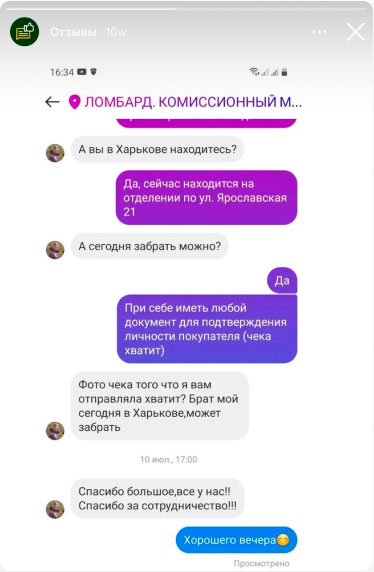 Отзывы 10w
16:34
ЛОМБАРД. КОМИССИОННЫЙ М...
А вы в Харькове находитесь?
Да, сейчас находится на
отделении по ул. Ярославская
21
А сегодня забрать можно?
Да
При себе иметь любой
документ для подтверждения
личности покупателя (чека
хватит)
Фото чека того что я вам
отправляла хватит? Брат мой
сегодня в Харькове,может
забрать
10 июл., 17:00
Спасибо большое,все у нас!!
Спасибо за сотрудничество!!!
Хорошего вечера😊
Просмотрено